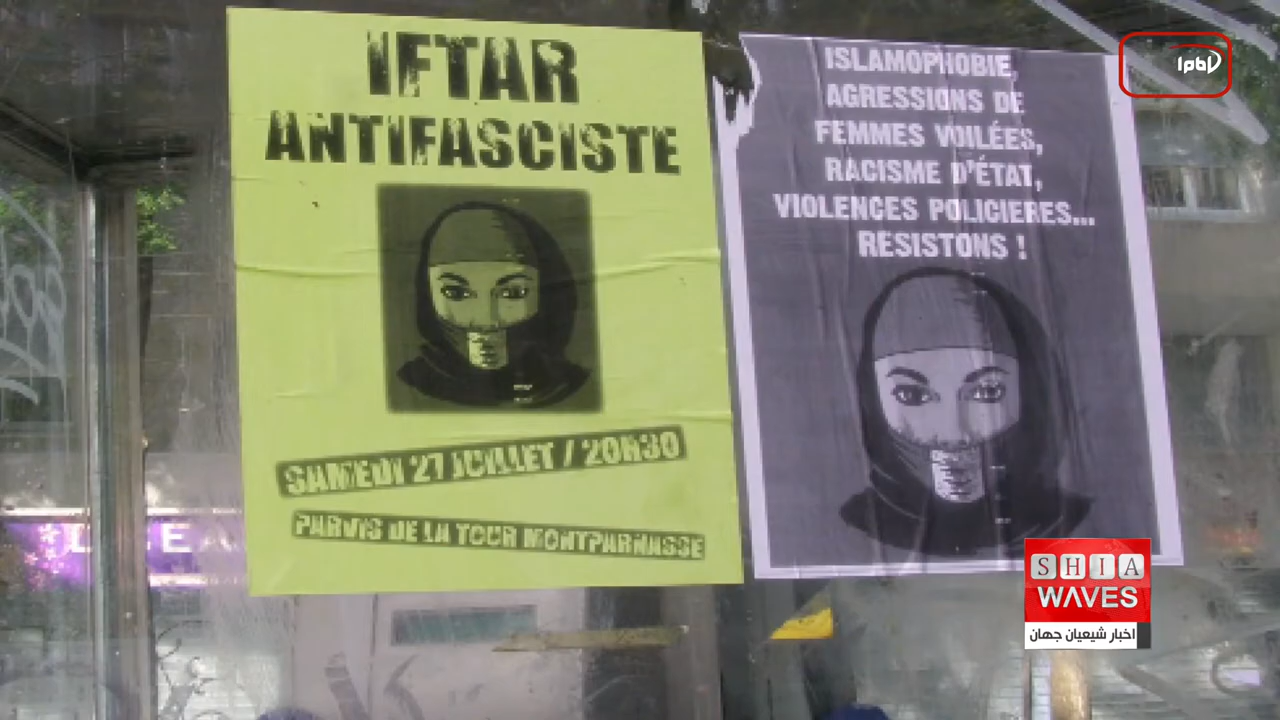 IFTAR
ANTIFASCISTE
SAMEDI 27 JUILLET / 20H30
PARVIS DE LA TOUR MONTPARNASSE
ISLAMOPHOBIE,
AGRESSIONS DE
FEMMES VOILÉES,
RACISME D'ÉTAT,
VIOLENCES POLICIERES...
RESISTONS !
SHIA
WAVES
اخبار شیعیان جهان